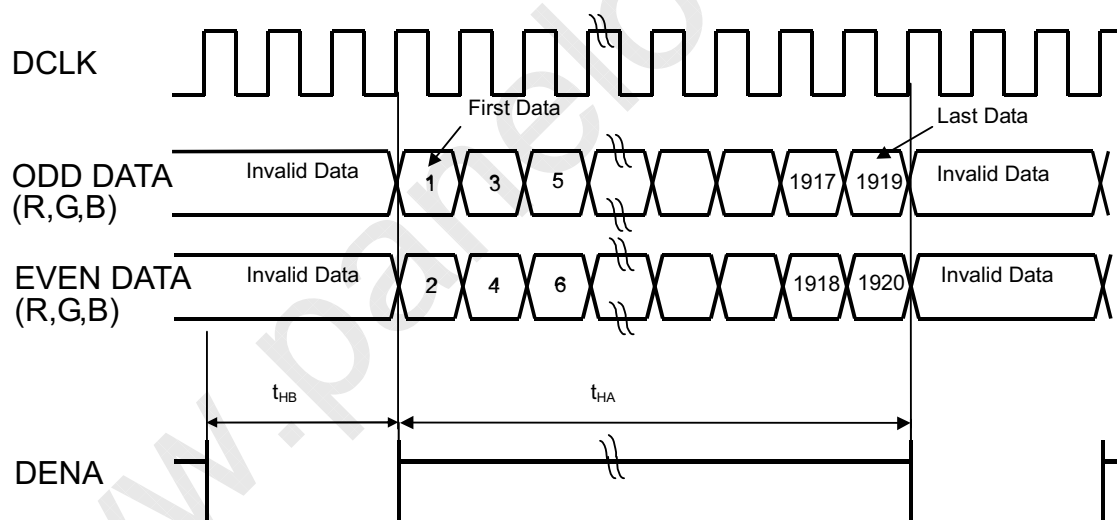 DCLK
First Data
Last Data
ODD DATA
(R,G,B)
Invalid Data
1
3
5
1917
1919
Invalid Data
EVEN DATA
(R,G,B)
Invalid Data
2
4
6
1918
1920
Invalid Data
tHB
tHA
DENA
w.panelo